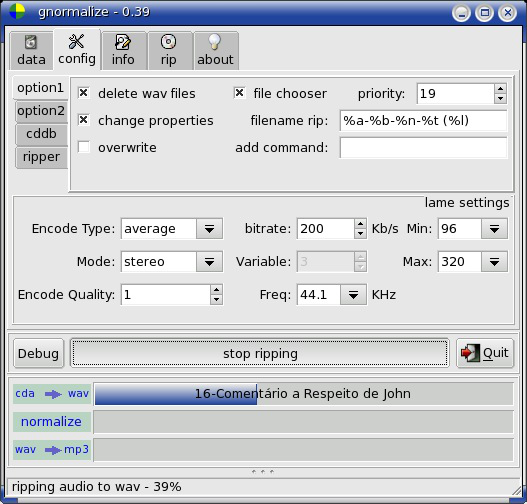 gnormalize - 0.39
data config info rip about
option1
option2
cddb
ripper
delete wav files file chooser priority: 19
change properties filename rip: %a-%b-%n-%t (%l)
overwrite add command:
lame settings
Encode Type: average bitrate: 200 Kb/s Min: 96
Mode: stereo Variable: 3 Max: 320
Encode Quality: 1 Freq: 44.1 KHz
Debug stop ripping Quit
cda wav 16-Comentário a Respeito de John
normalize
wav mp3
ripping audio to wav - 39%